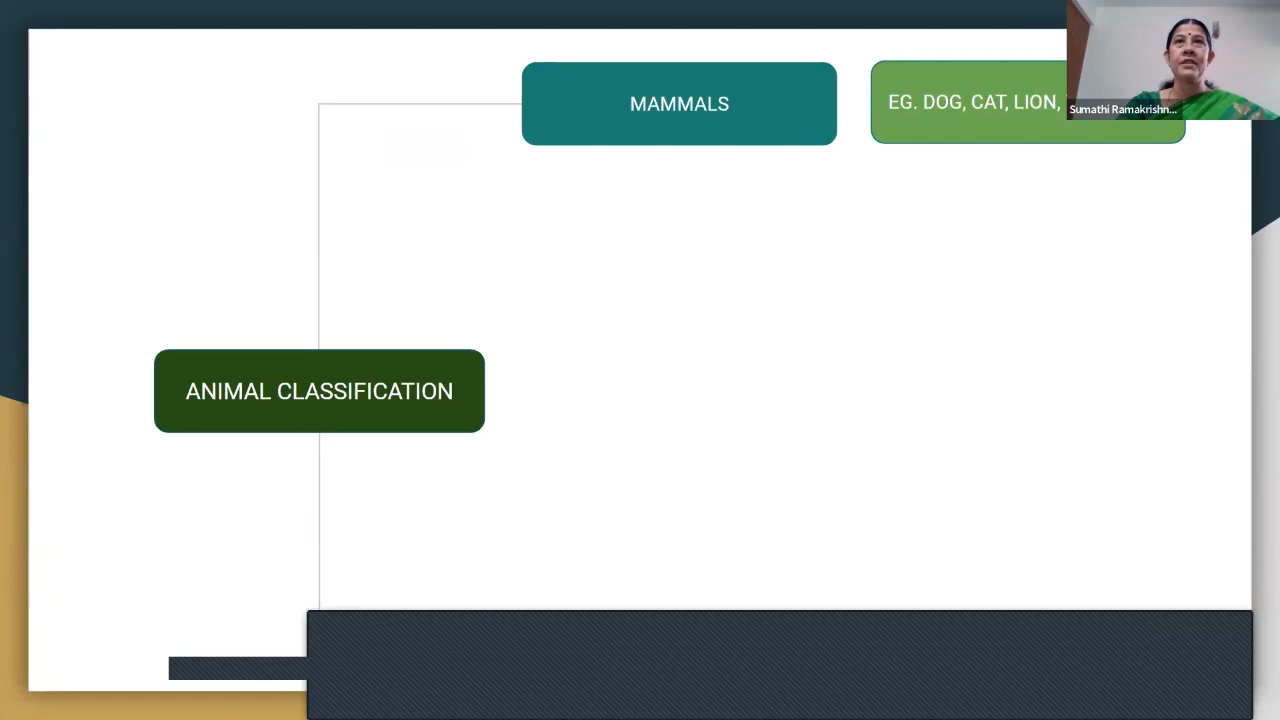 MAMMALS
EG. DOG, CAT, LION,
Sumathi Ramakrishn...
ANIMAL CLASSIFICATION